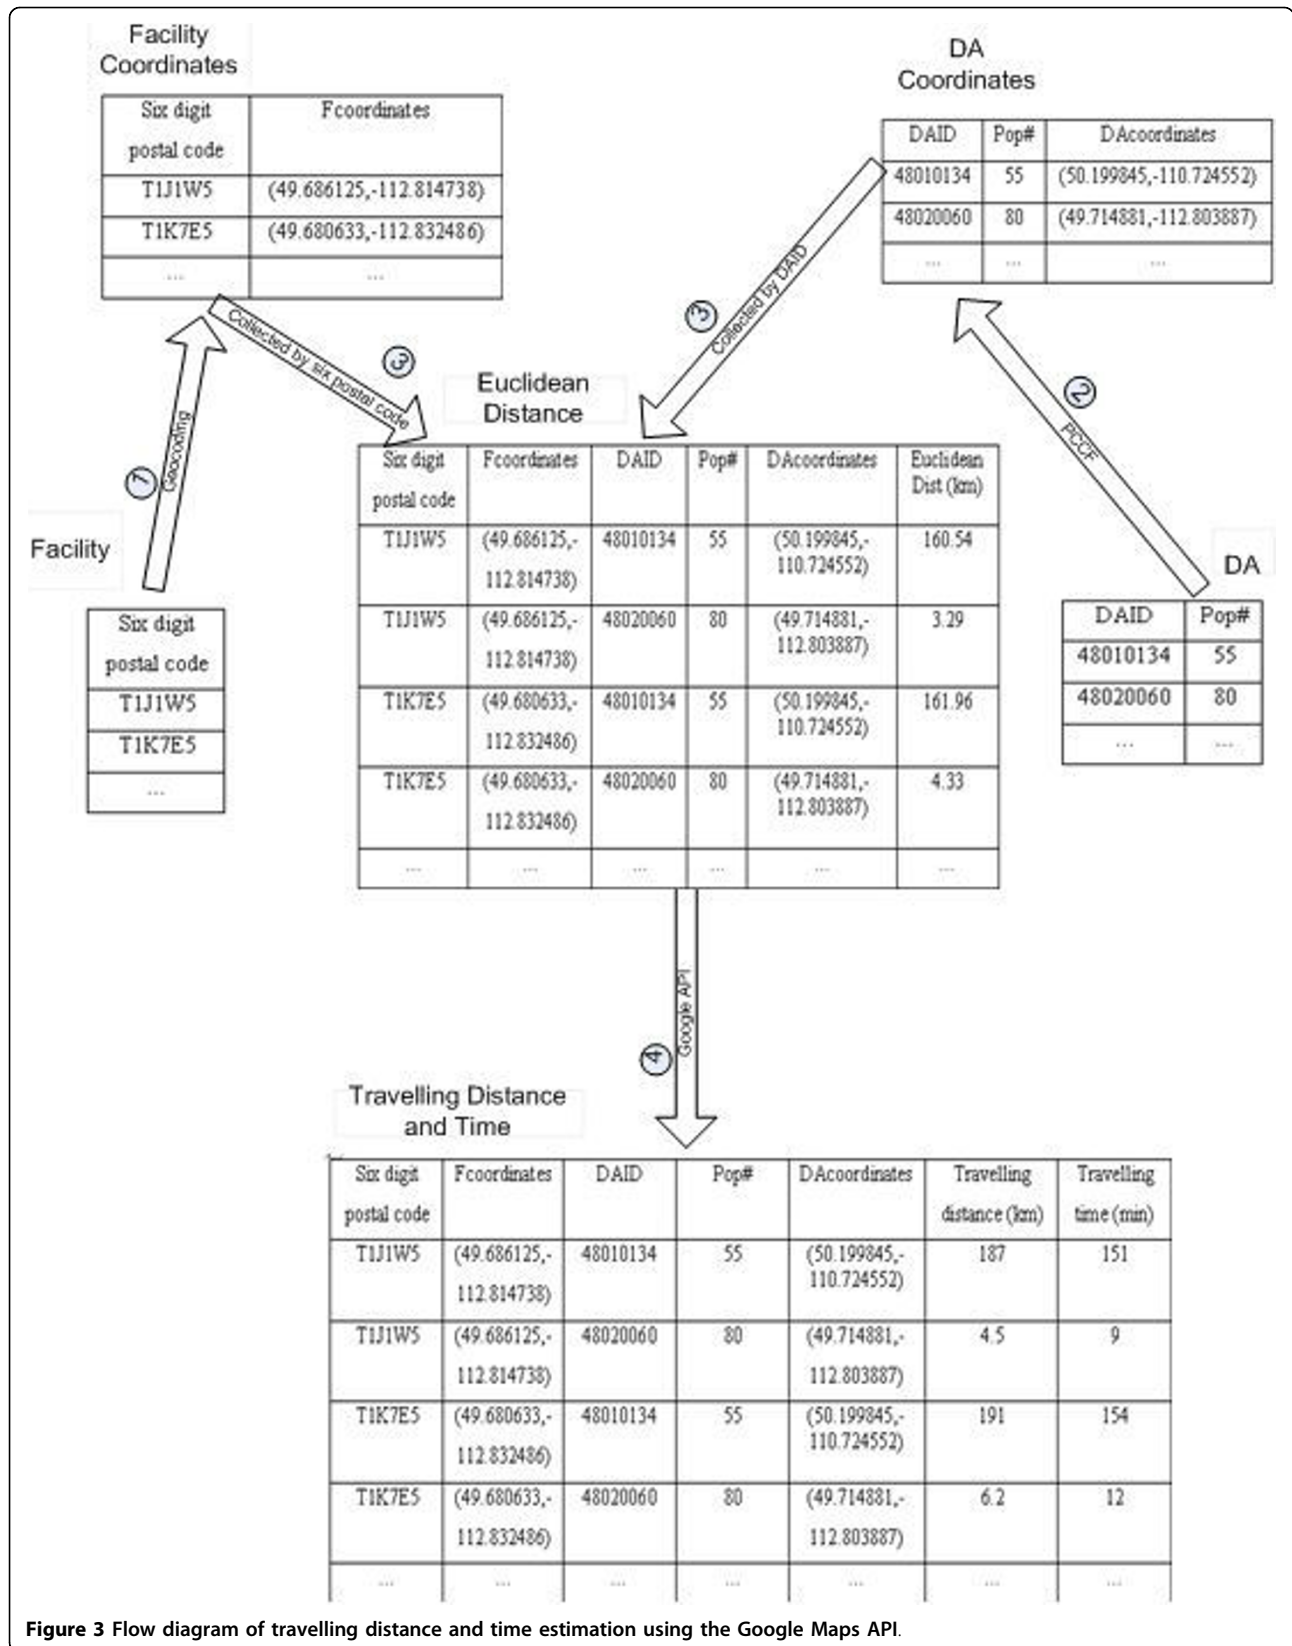 Facility
Coordinates
Six digit
postal code
Fcoordinates
T1J1W5 (49.686125,-112.814738)
T1K7E5 (49.680633,-112.832486)
... ...
DA
Coordinates
DAID Pop# DAcoordinates
48010134 55 (50.199845,-110.724552)
48020060 80 (49.714881,-112.803887)
... ... ...
1
Geocoding
3
Collected by six postal code
3
Collected by DAID
2
PCCF
Facility
Six digit
postal code
T1J1W5
T1K7E5
...
DA
DAID Pop#
48010134 55
48020060 80
... ...
Euclidean
Distance
Six digit Fcoordinates DAID Pop# DAcoordinates Euclidean
postal code Dist (km)
T1J1W5 (49.686125,- 48010134 55 (50.199845,- 160.54
112.814738) 110.724552)
T1J1W5 (49.686125,- 48020060 80 (49.714881,- 3.29
112.814738) 112.803887)
T1K7E5 (49.680633,- 48010134 55 (50.199845,- 161.96
112.832486) 110.724552)
T1K7E5 (49.680633,- 48020060 80 (49.714881,- 4.33
112.832486) 112.803887)
... ... ... ... ... ...
4
Google API
Travelling Distance
and Time
Six digit Fcoordinates DAID Pop# DAcoordinates Travelling Travelling
postal code distance (km) time (min)
T1J1W5 (49.686125,- 48010134 55 (50.199845,- 187 151
112.814738) 110.724552)
T1J1W5 (49.686125,- 48020060 80 (49.714881,- 4.5 9
112.814738) 112.803887)
T1K7E5 (49.680633,- 48010134 55 (50.199845,- 191 154
112.832486) 110.724552)
T1K7E5 (49.680633,- 48020060 80 (49.714881,- 6.2 12
112.832486) 112.803887)
... ... ... ... ... ... ...
Figure 3 Flow diagram of travelling distance and time estimation using the Google Maps API.